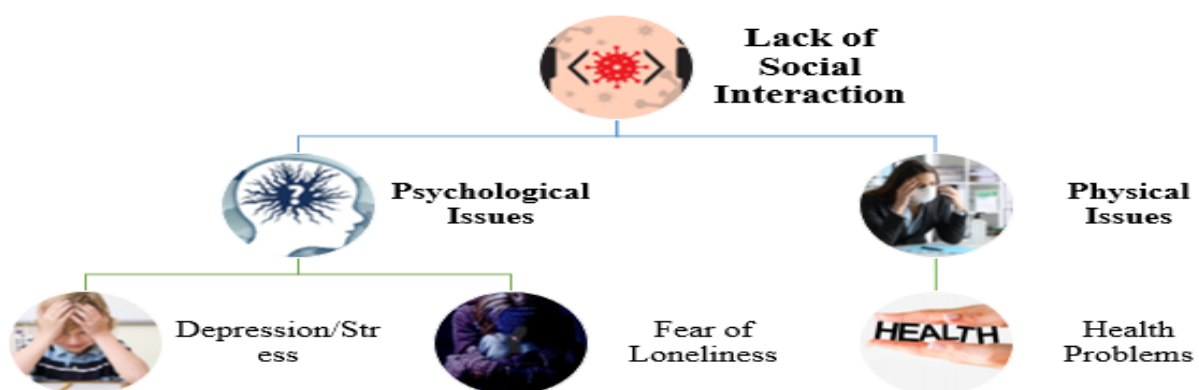 Lack of
Social
Interaction
?
Psychological
Issues
Physical
Issues
Depression/Str
ess
Fear of
Loneliness
HEALTH
Health
Problems